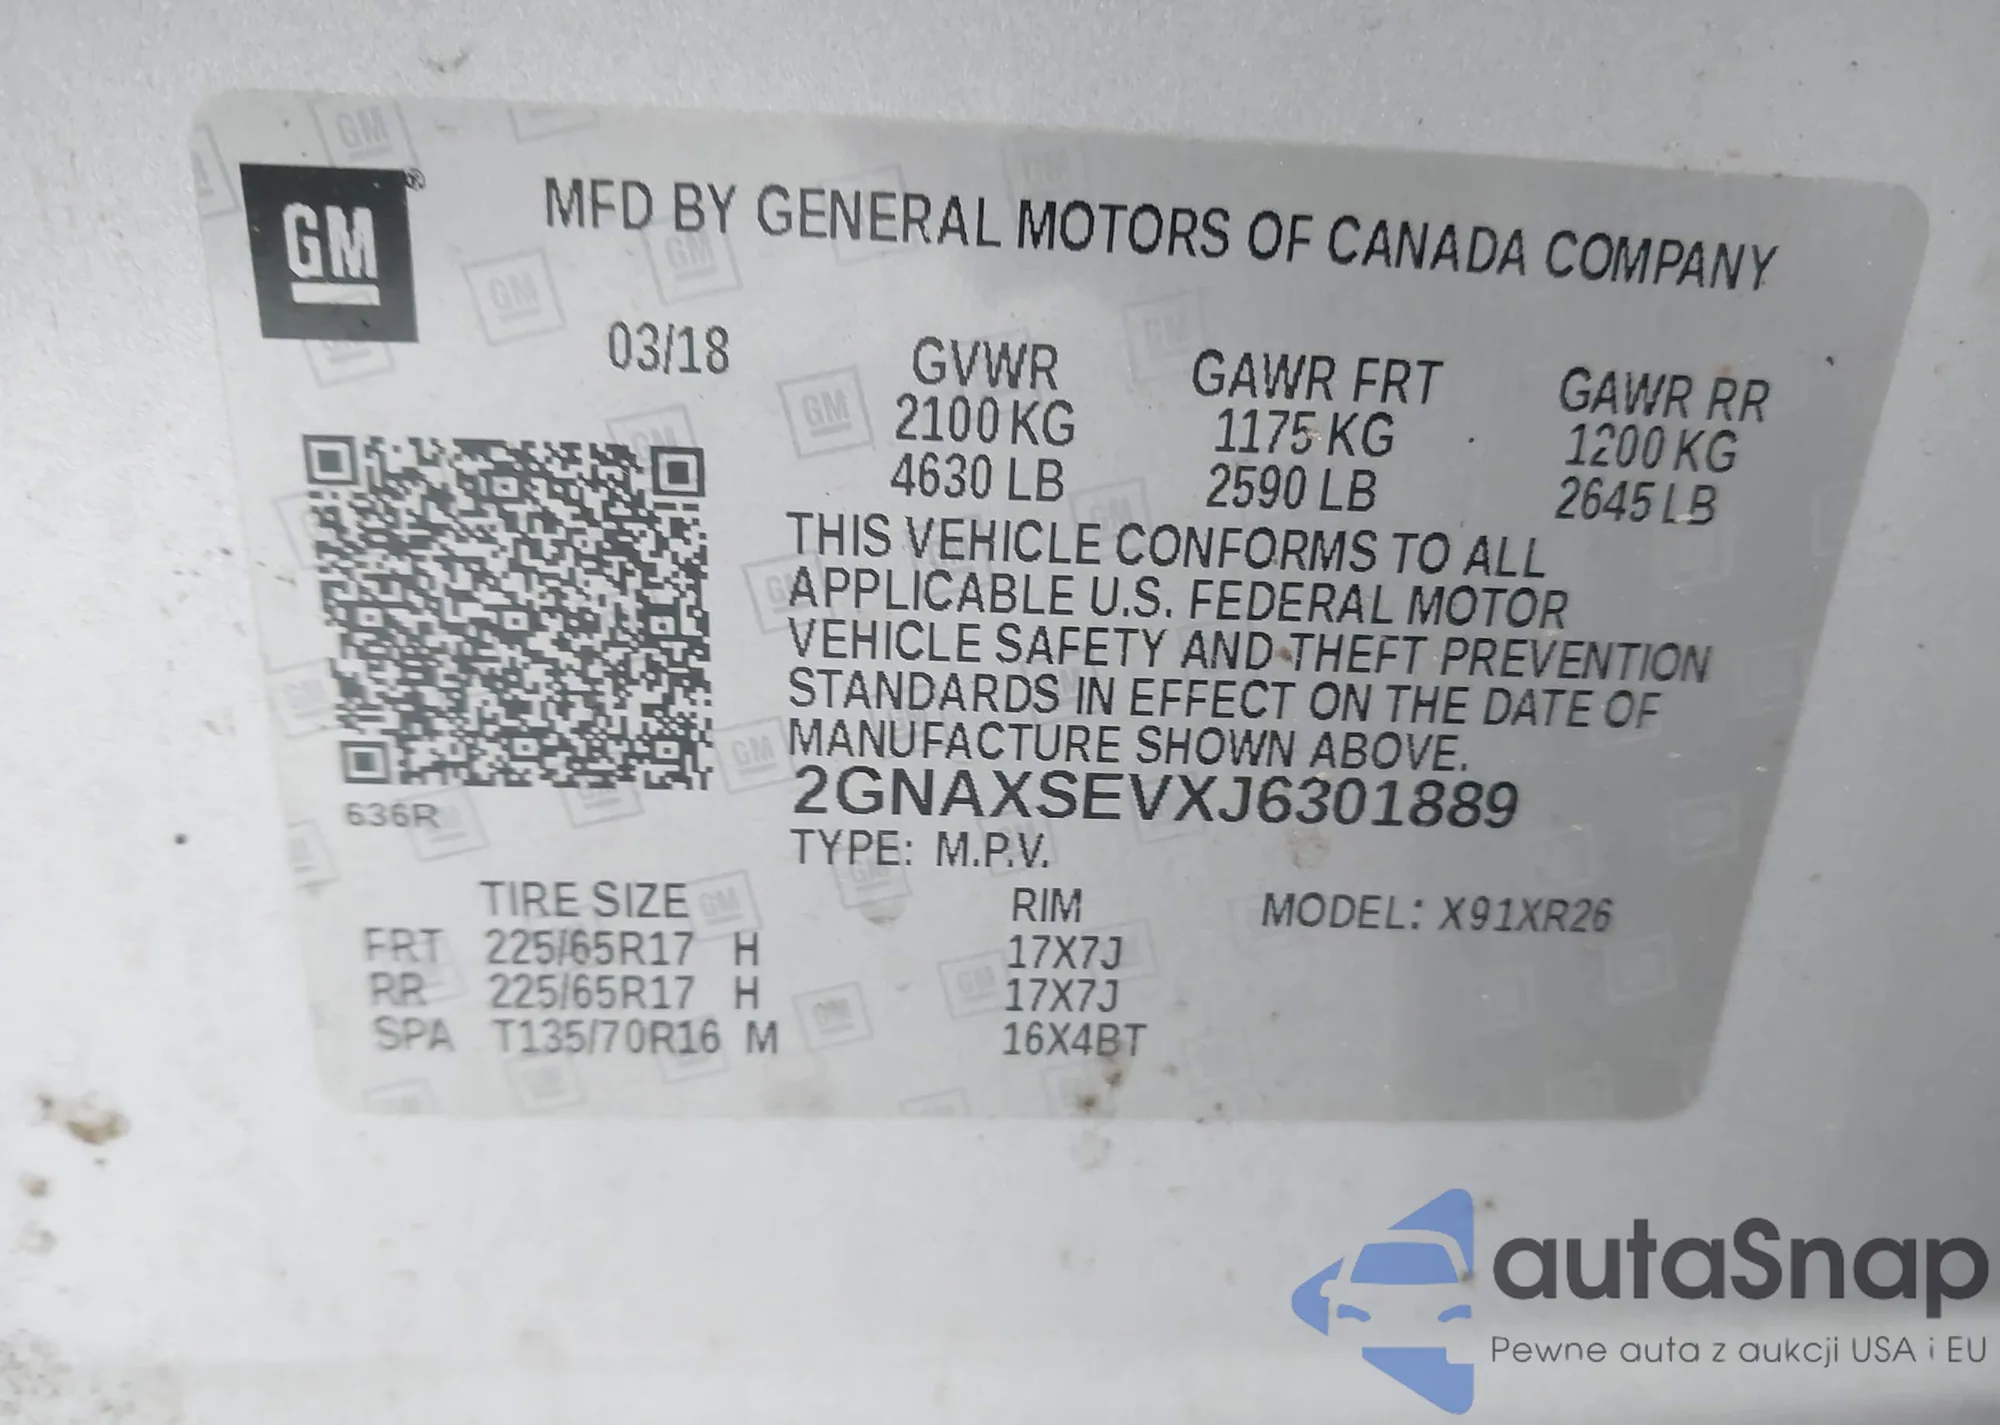 GM®
MFD BY GENERAL MOTORS OF CANADA COMPANY
03/18
GVWR GAWR FRT GAWR RR
2100 KG 1175 KG 1200 KG
4630 LB 2590 LB 2645 LB
THIS VEHICLE CONFORMS TO ALL
APPLICABLE U.S. FEDERAL MOTOR
VEHICLE SAFETY AND THEFT PREVENTION
STANDARDS IN EFFECT ON THE DATE OF
MANUFACTURE SHOWN ABOVE.
2GNAXSEVXJ6301889
636R
TYPE: M.P.V.
TIRE SIZE RIM MODEL: X91XR26
FRT 225/65R17 H 17X7J
RR 225/65R17 H 17X7J
SPA T135/70R16 M 16X4BT
autaSnap
Pewne auta z aukcji USA i EU